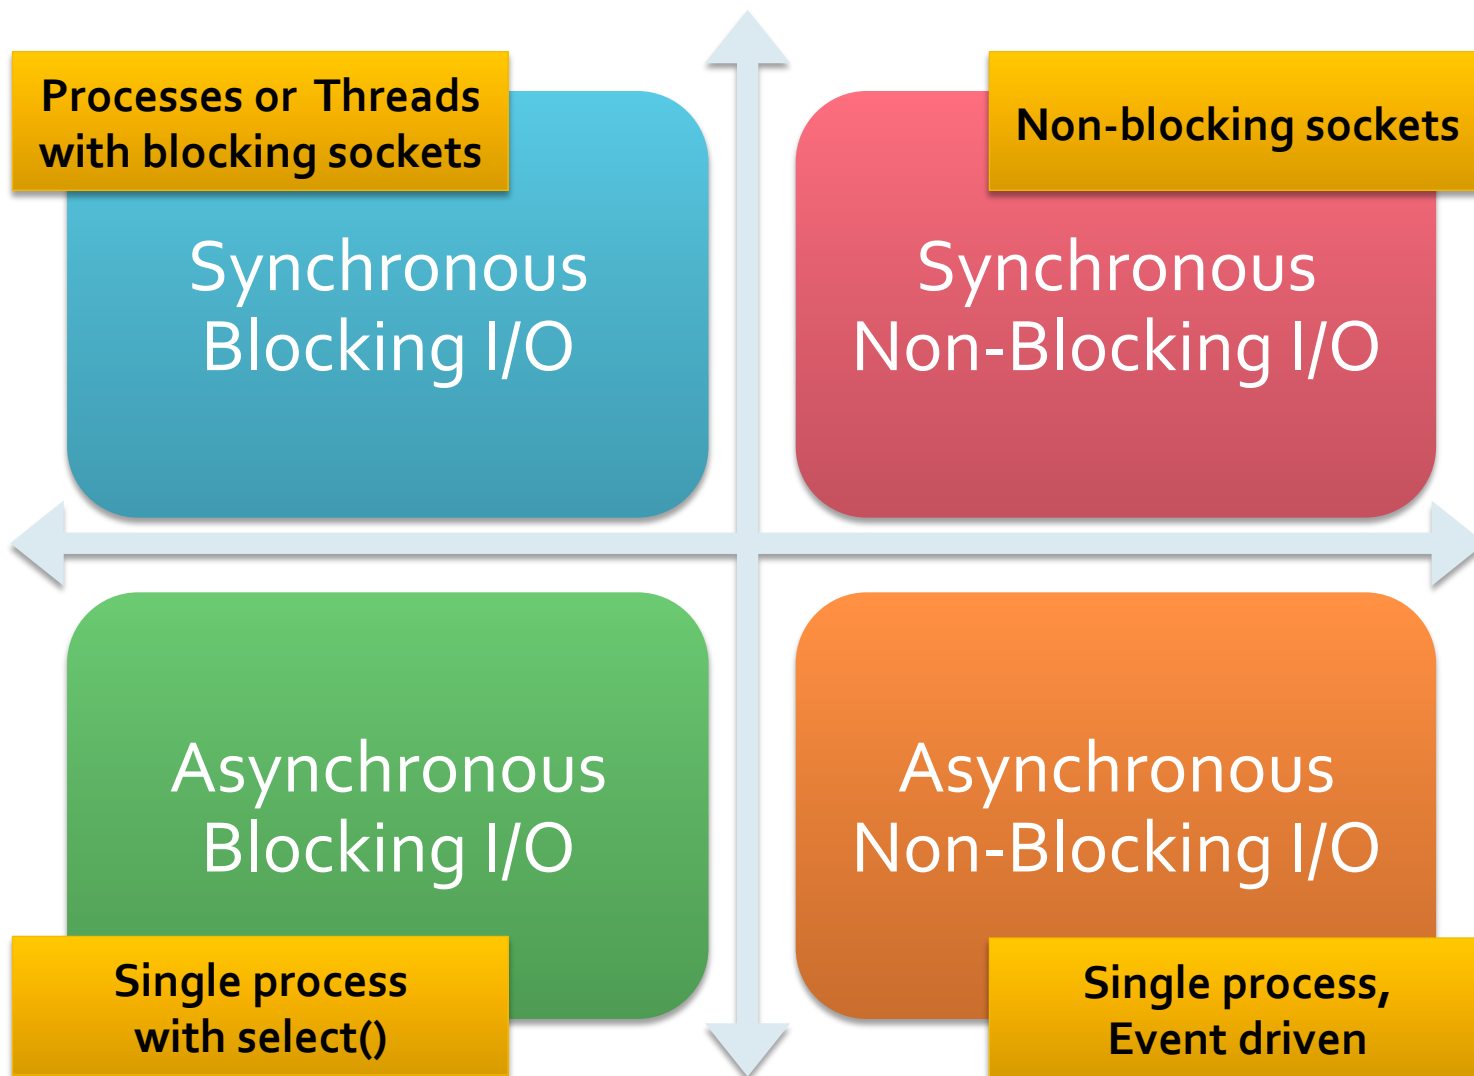 Processes or Threads
with blocking sockets
Synchronous
Blocking I/O
Non-blocking sockets
Synchronous
Non-Blocking I/O
Asynchronous
Blocking I/O
Single process
with select()
Asynchronous
Non-Blocking I/O
Single process,
Event driven